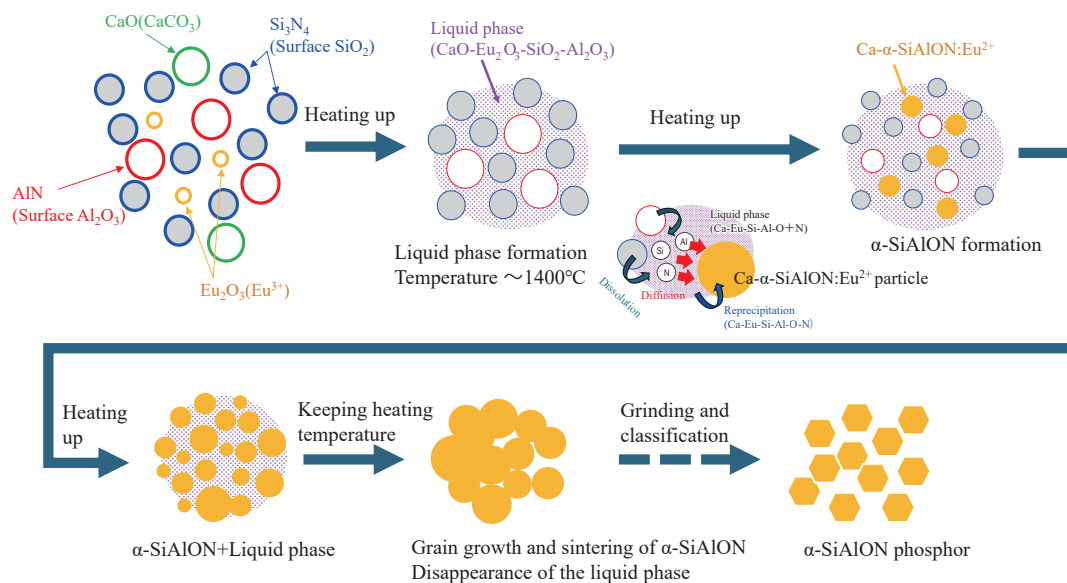 CaO(CaCO₃)
Si₃N₄
(Surface SiO₂)
AlN
(Surface Al₂O₃)
Eu₂O₃(Eu³⁺)
Heating up
Liquid phase
(CaO-Eu₂O₃-SiO₂-Al₂O₃)
Liquid phase formation
Temperature ～1400℃
Heating up
Liquid phase
(Ca-Eu-Si-Al-O＋N)
Si
Al
N
Dissolution
Diffusion
Ca-α-SiAlON:Eu²⁺ particle
Reprecipitation
(Ca-Eu-Si-Al-O-N)
Ca-α-SiAlON:Eu²⁺
α-SiAlON formation
Heating
up
α-SiAlON+Liquid phase
Keeping heating
temperature
Grain growth and sintering of α-SiAlON
Disappearance of the liquid phase
Grinding and
classification
α-SiAlON phosphor